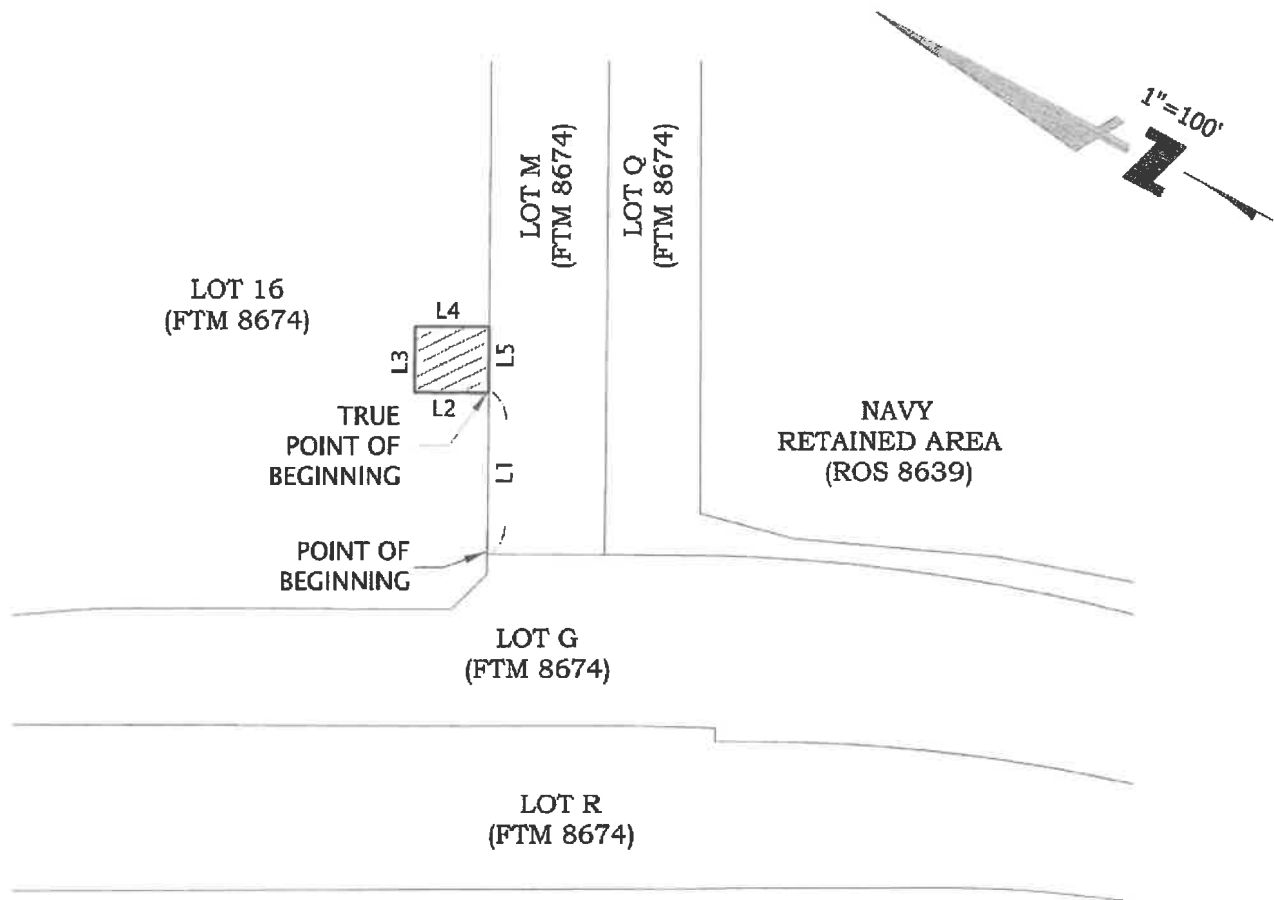 1"=100'
N
LOT M
(FTM 8674)
LOT Q
(FTM 8674)
LOT 16
(FTM 8674)
L4
L3
L5
L2
TRUE
POINT OF
BEGINNING
L1
NAVY
RETAINED AREA
(ROS 8639)
POINT OF
BEGINNING
LOT G
(FTM 8674)
LOT R
(FTM 8674)